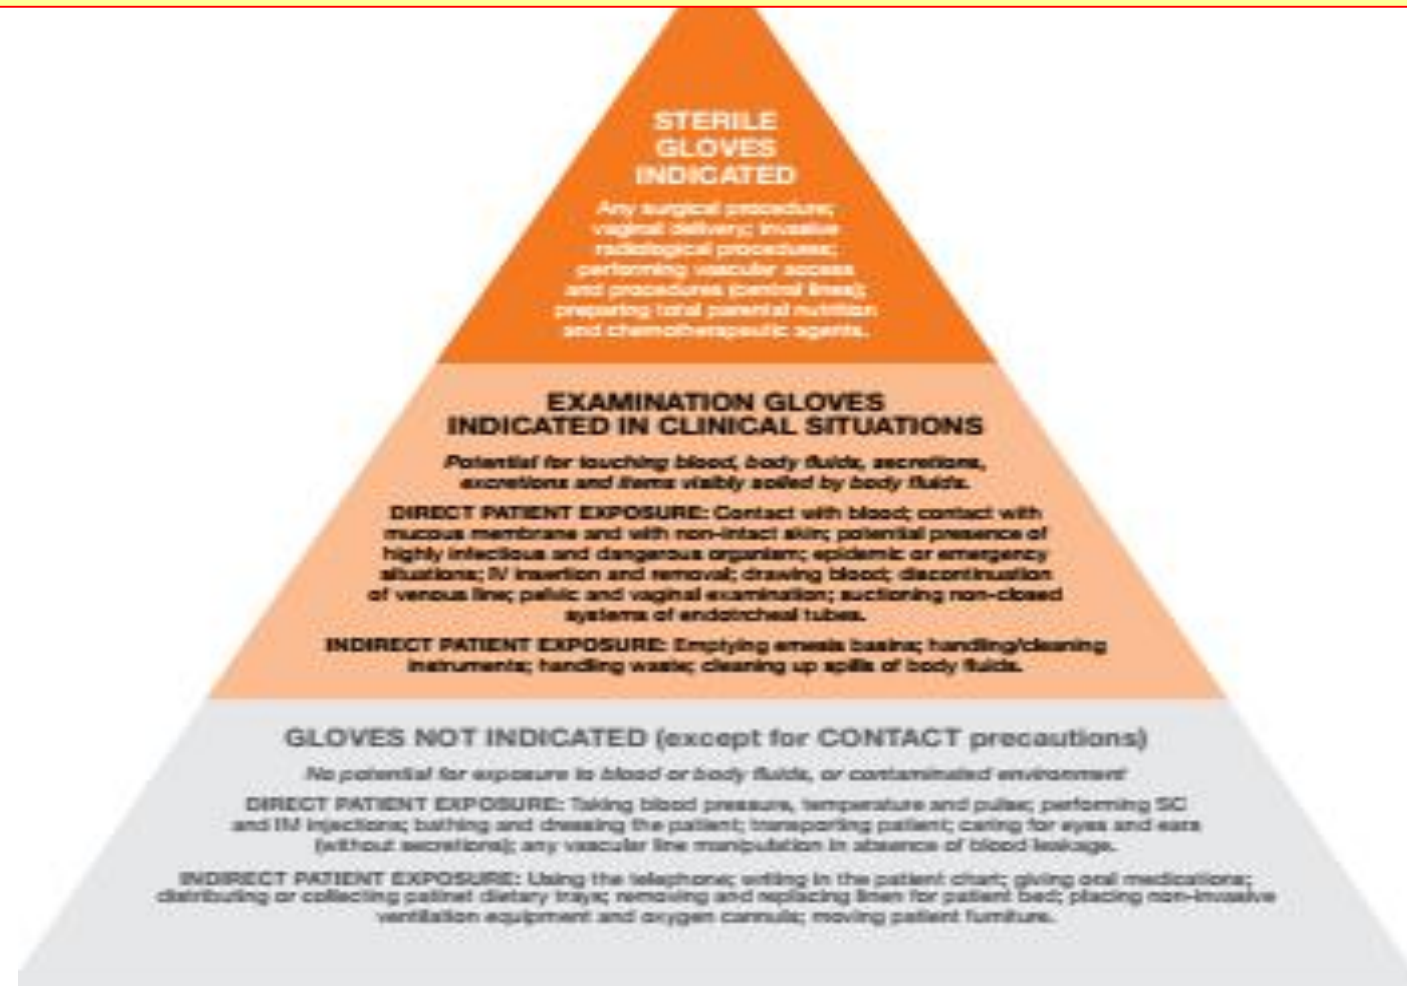 STERILE
GLOVES
INDICATED
Any surgical procedure;
vaginal delivery; invasive
radiological procedures;
performing vascular access
and procedures (central lines);
preparing total parental nutrition
and chemotherapeutic agents.
EXAMINATION GLOVES
INDICATED IN CLINICAL SITUATIONS
Potential for touching blood, body fluids, secretions,
excretions and items visibly soiled by body fluids.
DIRECT PATIENT EXPOSURE: Contact with blood; contact with
mucous membrane and with non-intact skin; potential presence of
highly infectious and dangerous organism; epidemic or emergency
situations; IV insertion and removal; drawing blood; discontinuation
of venous line; pelvic and vaginal examination; suctioning non-closed
systems of endotrcheal tubes.
INDIRECT PATIENT EXPOSURE: Emptying emesis basins; handling/cleaning
instruments; handling waste; cleaning up spills of body fluids.
GLOVES NOT INDICATED (except for CONTACT precautions)
No potential for exposure to blood or body fluids, or contaminated environment
DIRECT PATIENT EXPOSURE: Taking blood pressure, temperature and pulse; performing SC
and IM injections; bathing and dressing the patient; transporting patient; caring for eyes and ears
(without secretions); any vascular line manipulation in absence of blood leakage.
INDIRECT PATIENT EXPOSURE: Using the telephone; writing in the patient chart; giving oral medications;
distributing or collecting patinet dietary trays; removing and replacing linen for patient bed; placing non-invasive
ventilation equipment and oxygen cannula; moving patient furniture.